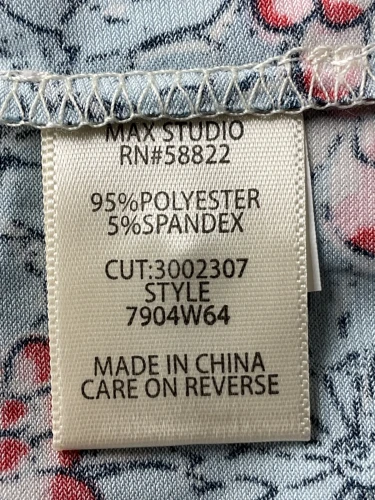 MAX STUDIO
RN#58822
95%POLYESTER
5%SPANDEX
CUT:3002307
STYLE
7904W64
MADE IN CHINA
CARE ON REVERSE